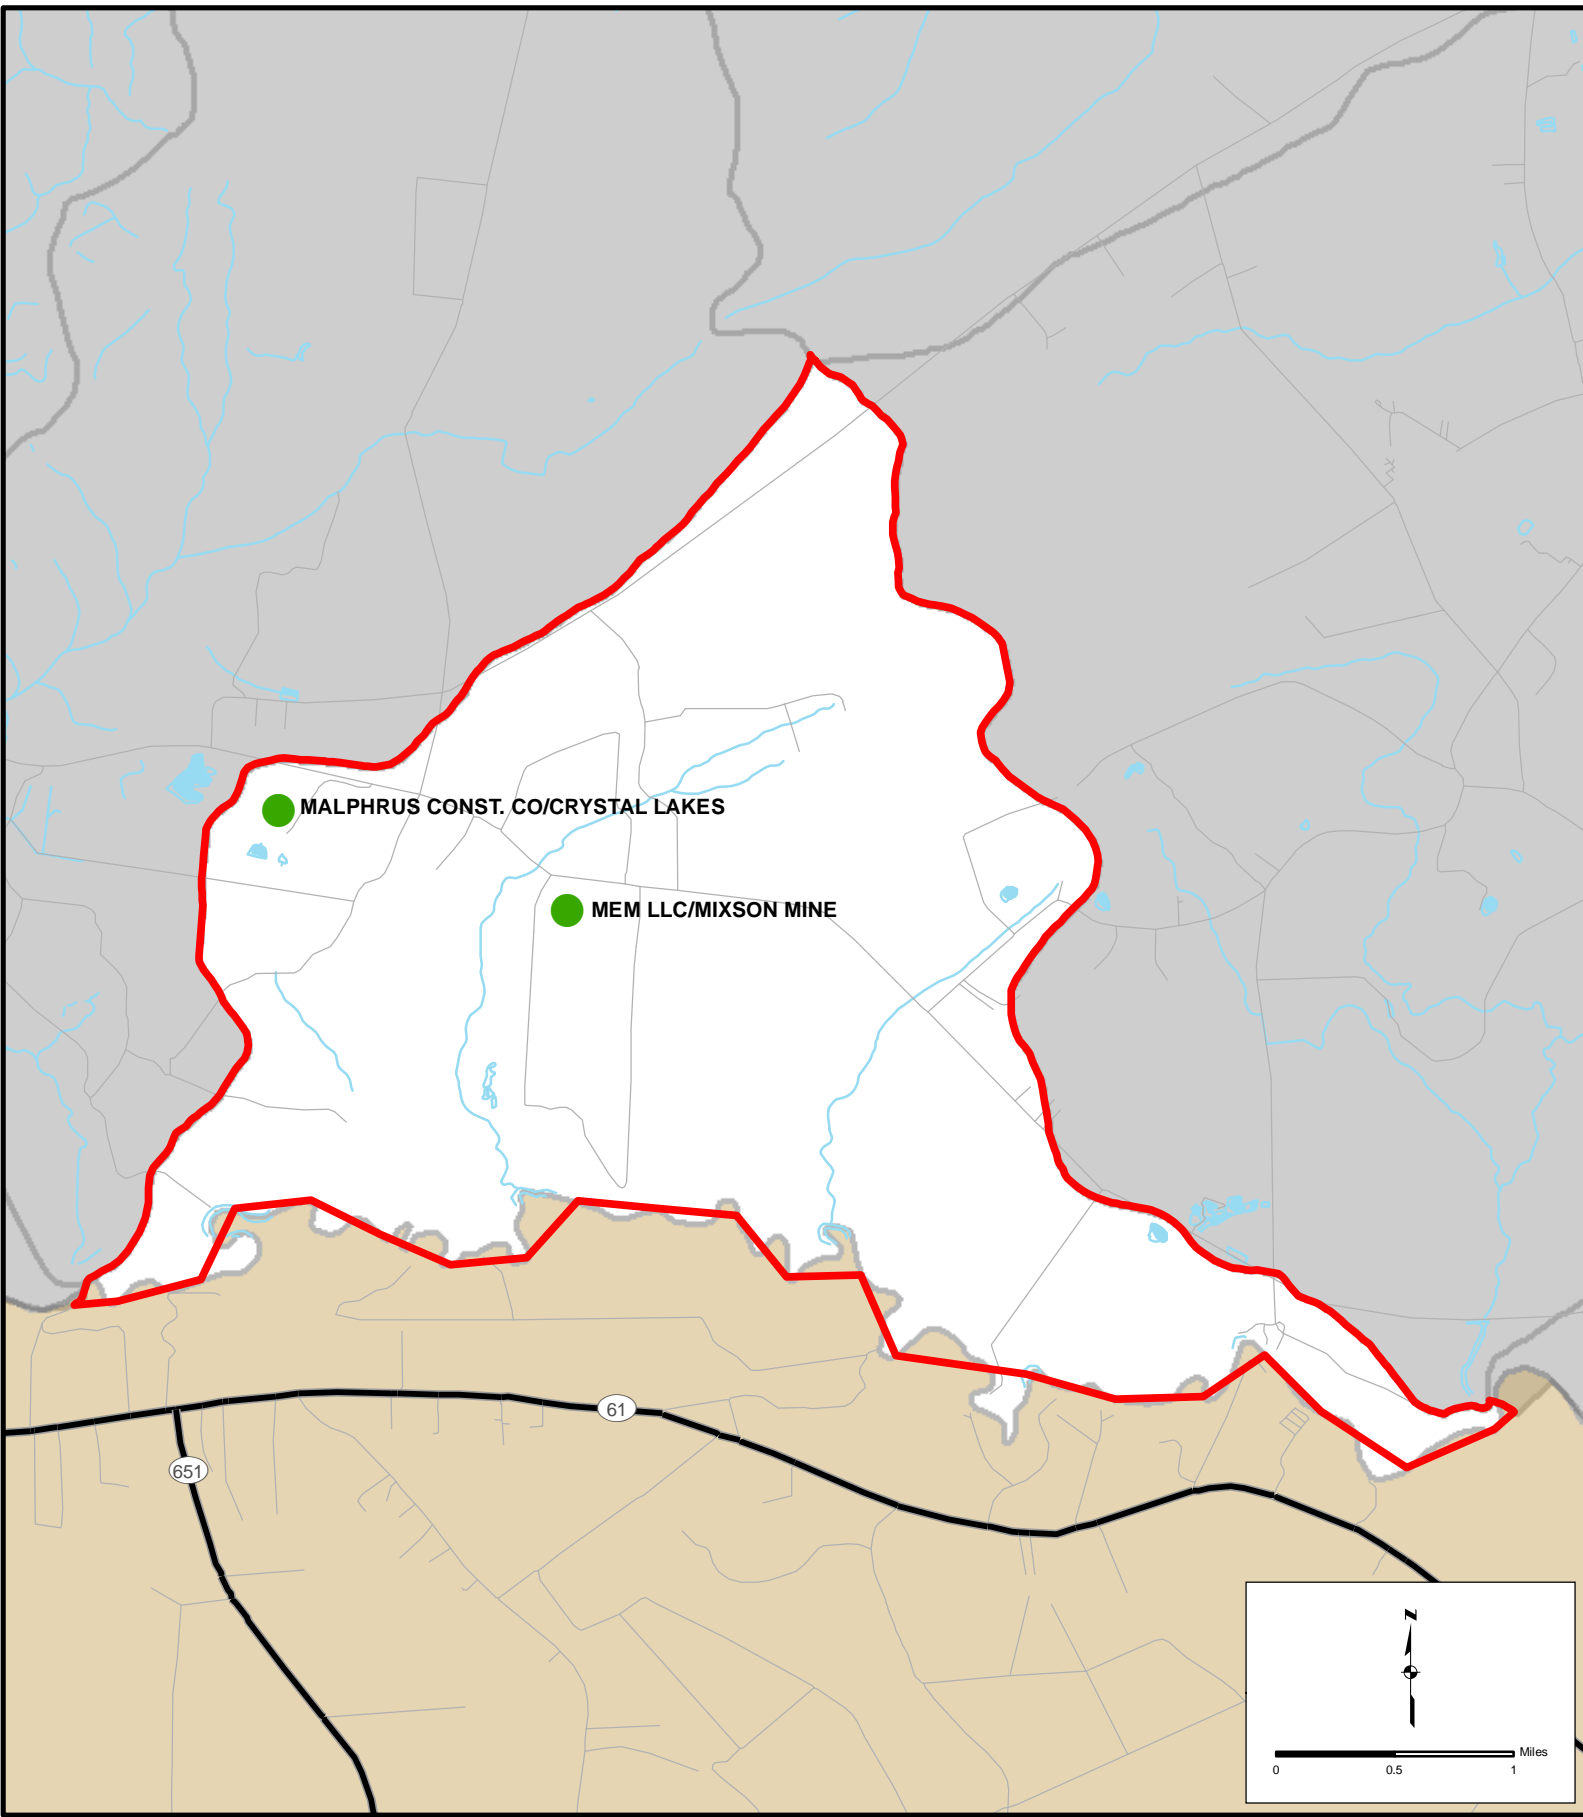 MALPHRUS CONST. CO/CRYSTAL LAKES
MEM LLC/MIXSON MINE
61
651
N
Miles
0 0.5 1